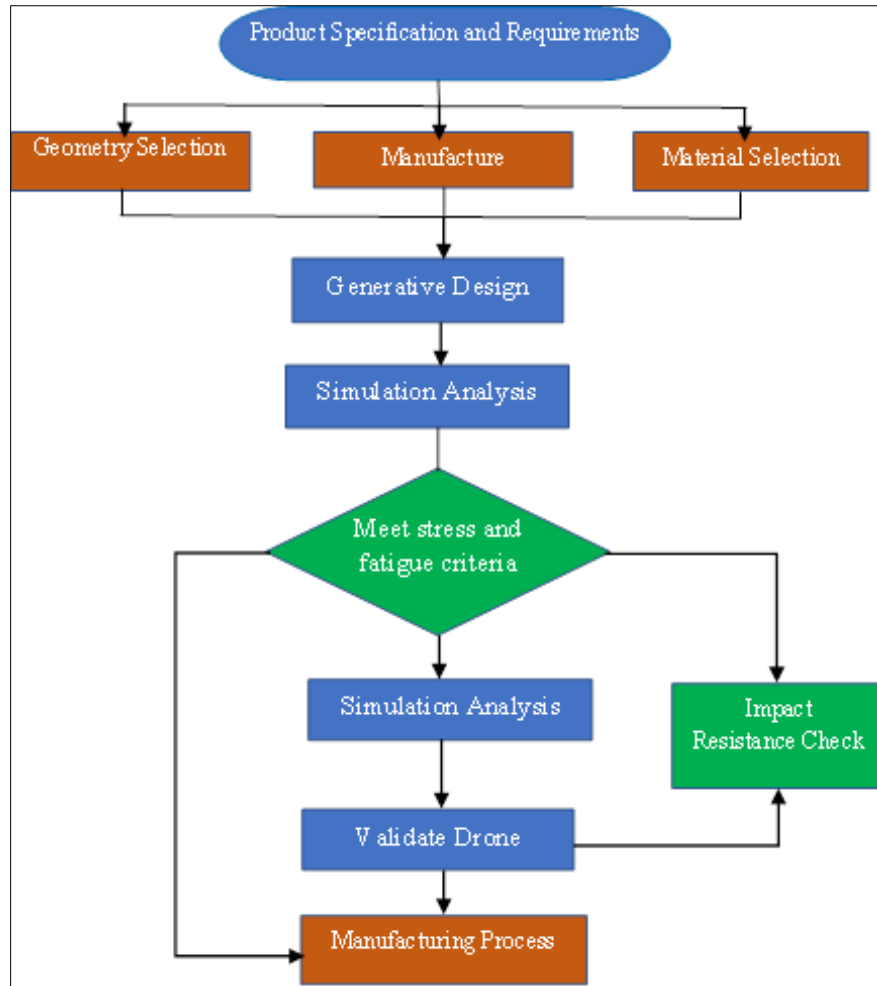 Product Specification and Requirements
Geometry Selection
Manufacture
Material Selection
Generative Design
Simulation Analysis
Meet stress and
fatigue criteria
Simulation Analysis
Impact
Resistance Check
Validate Drone
Manufacturing Process